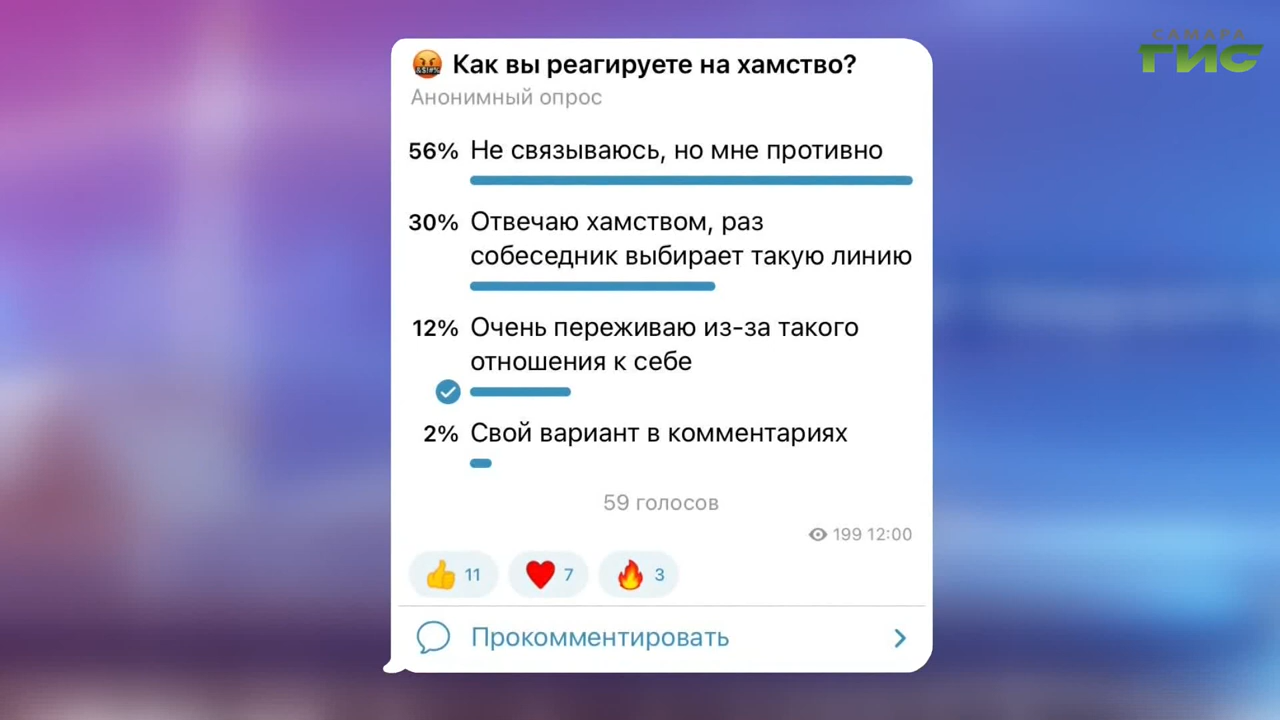 САМАРА
ГИС
Как вы реагируете на хамство?
Анонимный опрос
56% Не связываюсь, но мне противно
30% Отвечаю хамством, раз
собеседник выбирает такую линию
12% Очень переживаю из-за такого
отношения к себе
2% Свой вариант в комментариях
59 голосов
199 12:00
11 7 3
Прокомментировать